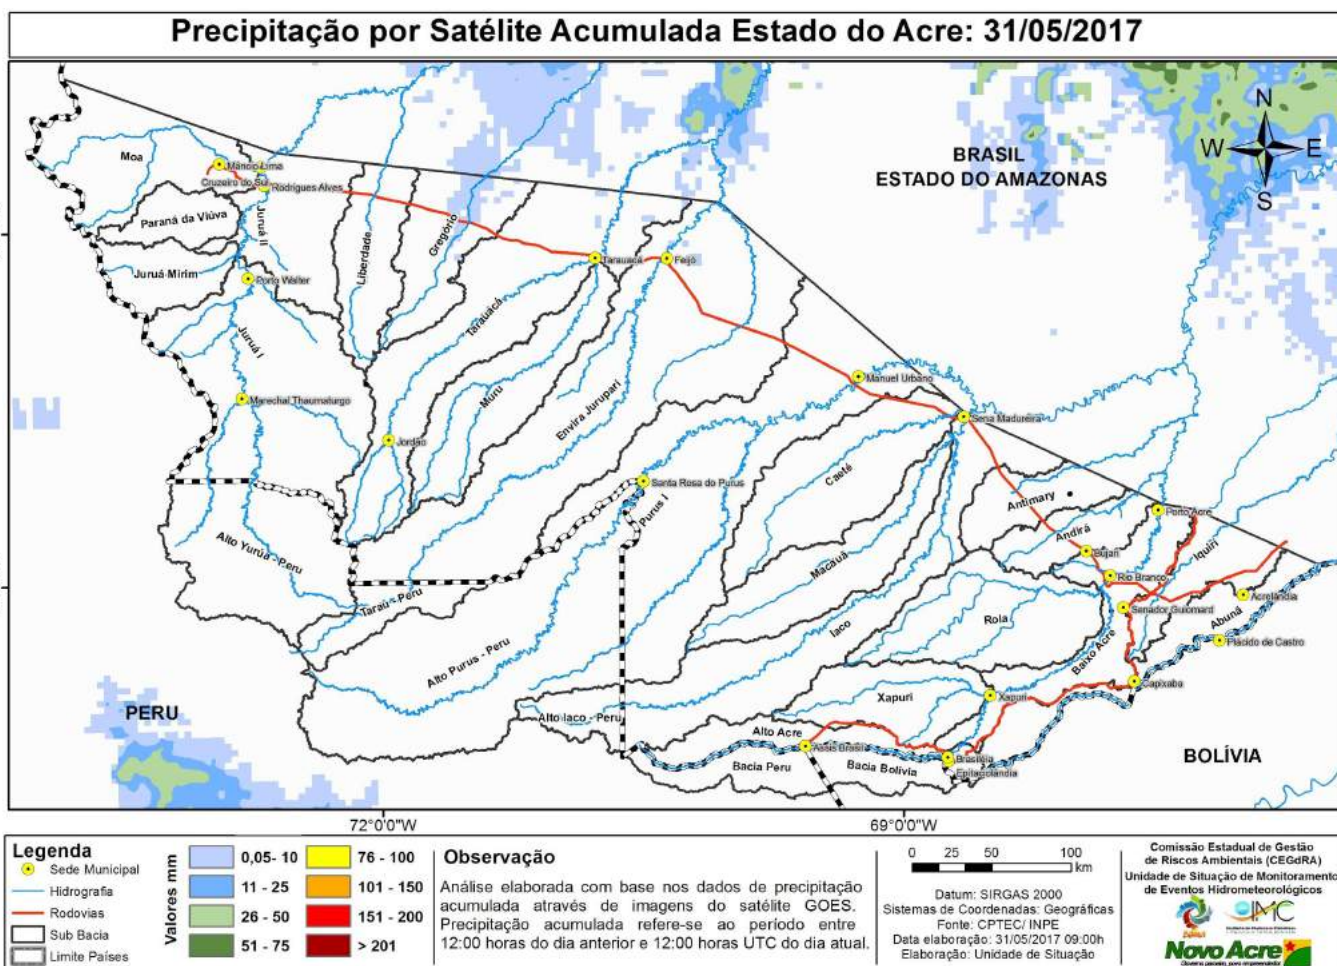 Precipitação por Satélite Acumulada Estado do Acre: 31/05/2017
N
W
E
S
BRASIL
ESTADO DO AMAZONAS
Moa
Mâncio Lima
Cruzeiro do Sul
Rodrigues Alves
Paraná da Viúva
Juruá II
Liberdade
Gregório
Juruá Mirim
Porto Walter
Tarauacá
Feijó
Tarauacá
Juruá I
Muru
Envira Jurupari
Manuel Urbano
Marechal Thaumaturgo
Jordão
Sena Madureira
Santa Rosa do Purus
Purus I
Caeté
Antimary
Porto Acre
Andirá
Bujari
Iquiri
Alto Yurúa - Peru
Macauã
Rio Branco
Acrelândia
Taraú - Peru
Senador Guiomard
Abunã
Iaco
Rola
Plácido de Castro
Alto Purus - Peru
Baixo Acre
Capixaba
Xapuri
Xapuri
PERU
Alto Iaco - Peru
Alto Acre
Assis Brasil
BOLÍVIA
Bacia Peru
Bacia Bolívia
Brasiléia
Epitaciolândia
72°0'0"W
69°0'0"W
Legenda
Sede Municipal
Hidrografia
Rodovias
Sub Bacia
Limite Países
Valores mm
0,05- 10
11 - 25
26 - 50
51 - 75
76 - 100
101 - 150
151 - 200
> 201
Observação
Análise elaborada com base nos dados de precipitação
acumulada através de imagens do satélite GOES.
Precipitação acumulada refere-se ao período entre
12:00 horas do dia anterior e 12:00 horas UTC do dia atual.
0 25 50 100
km
Datum: SIRGAS 2000
Sistemas de Coordenadas: Geográficas
Fonte: CPTEC/ INPE
Data elaboração: 31/05/2017 09:00h
Elaboração: Unidade de Situação
Comissão Estadual de Gestão
de Riscos Ambientais (CEGdRA)
Unidade de Situação de Monitoramento
de Eventos Hidrometeorológicos
IMC
Novo Acre